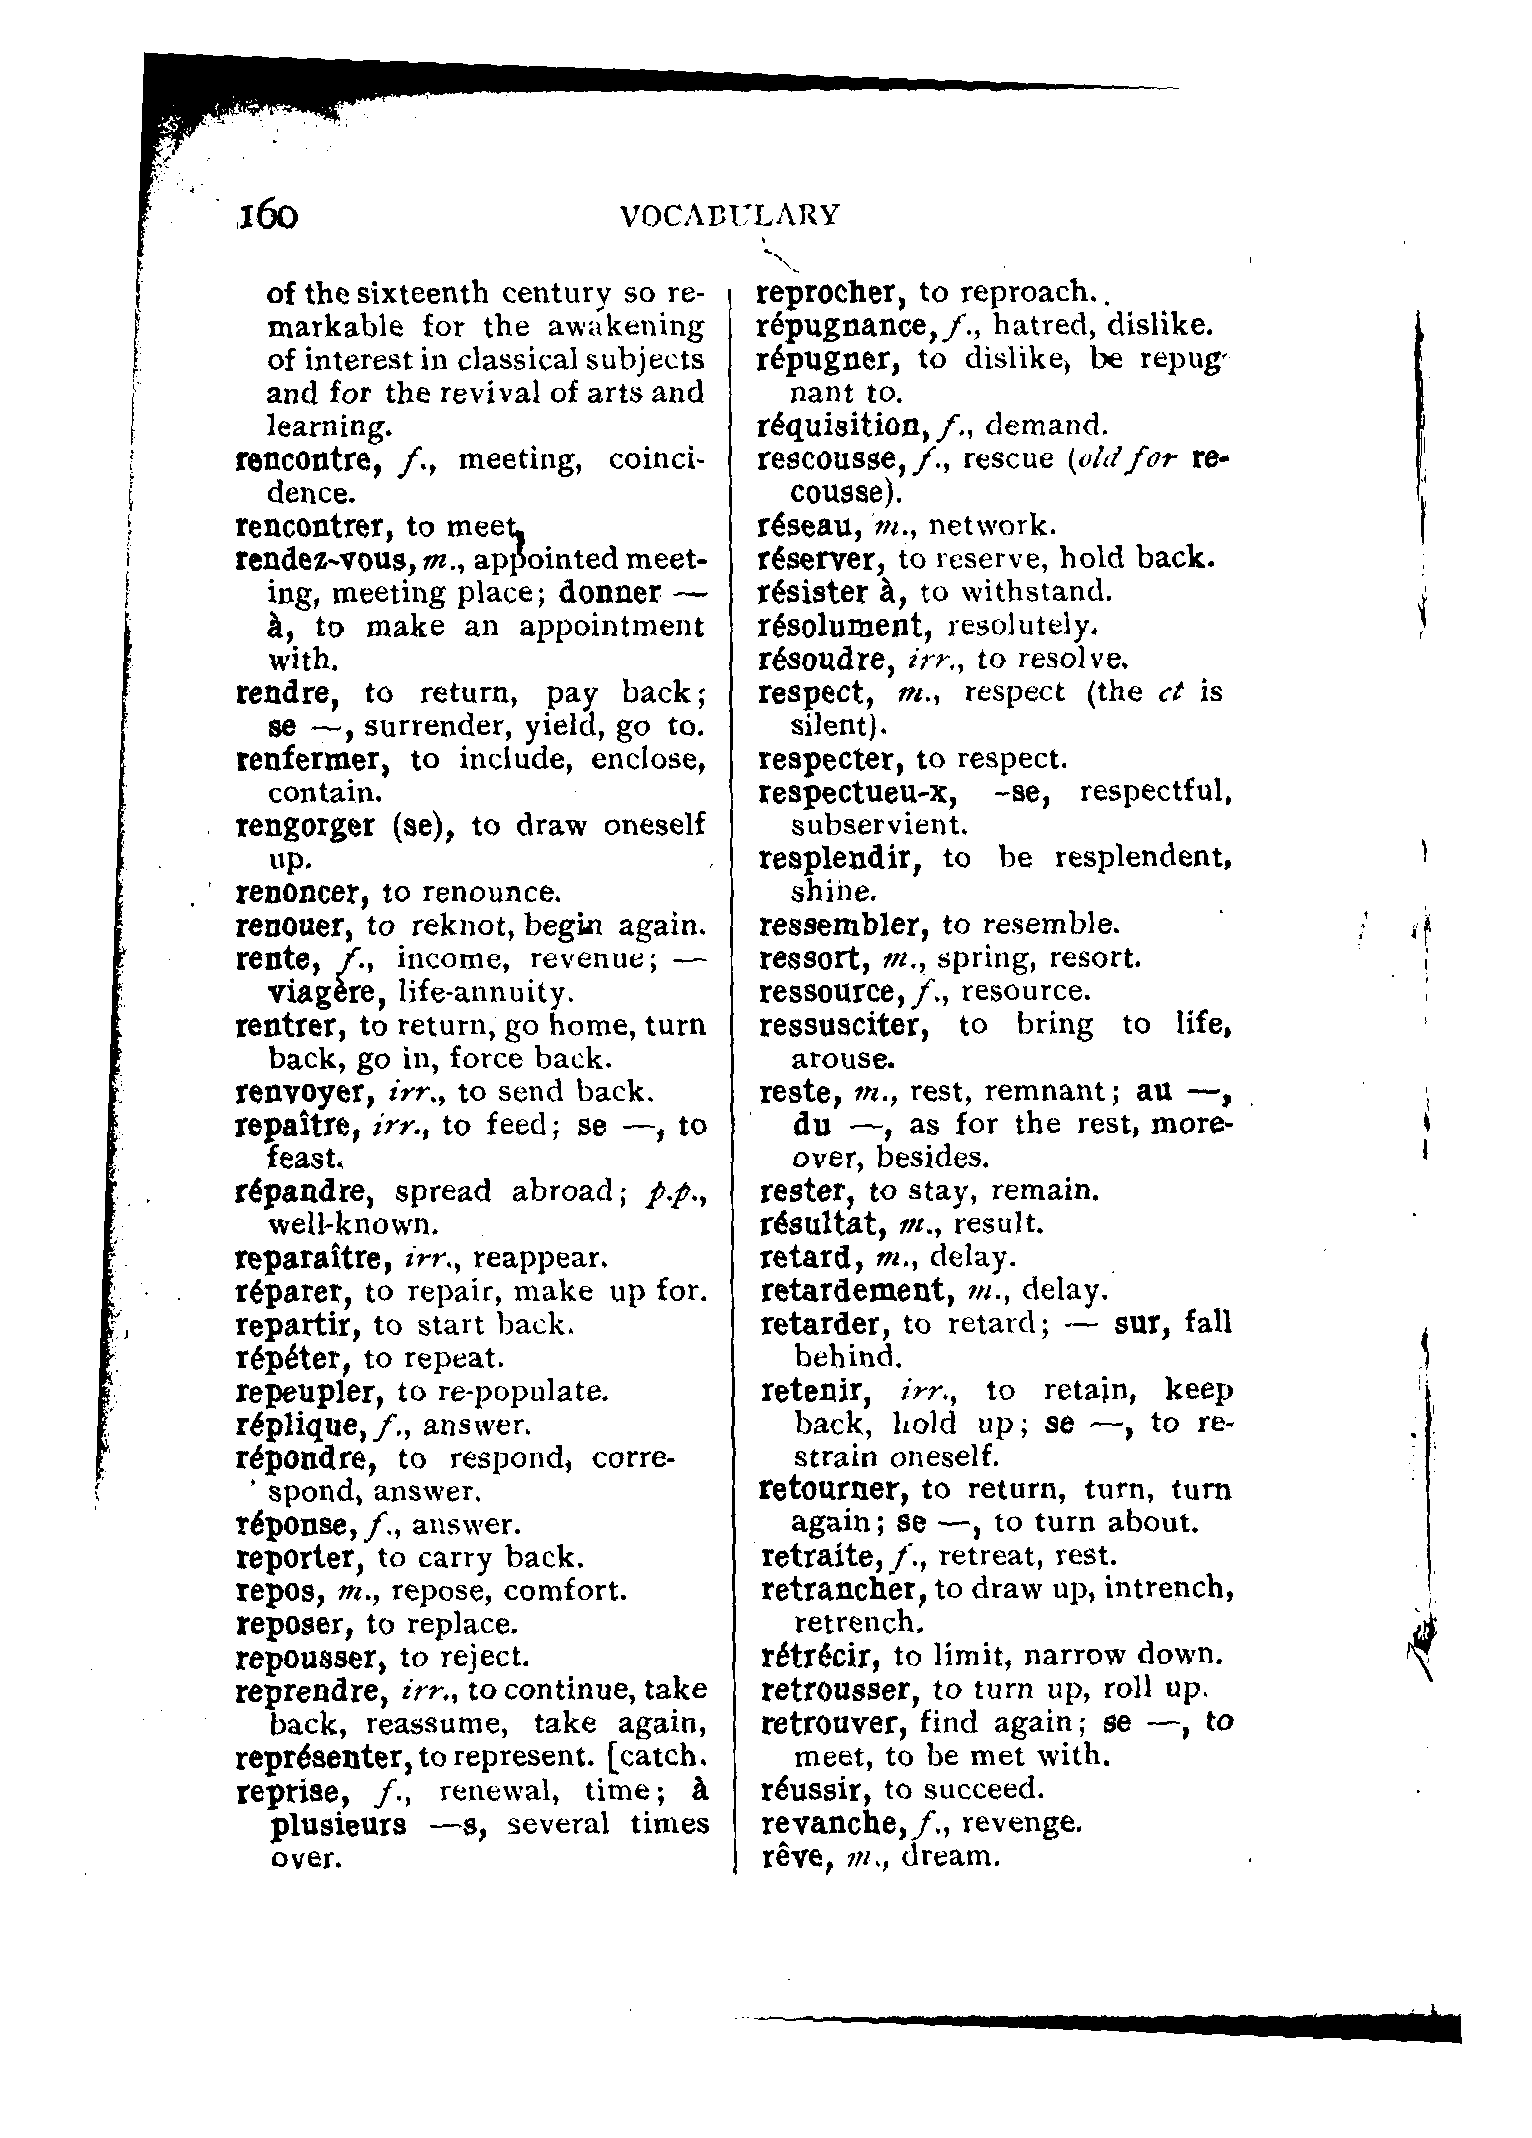 160 VOCABULARY
of the sixteenth century so re-
markable for the awakening
of interest in classical subjects
and for the revival of arts and
learning.
rencontre, f., meeting, coinci-
dence.
rencontrer, to meet.
rendez-vous, m., appointed meet-
ing, meeting place; donner —
à, to make an appointment
with.
rendre, to return, pay back;
se —, surrender, yield, go to.
renfermer, to include, enclose,
contain.
rengorger (se), to draw oneself
up.
renoncer, to renounce.
renouer, to reknot, begin again.
rente, f., income, revenue; —
viagère, life-annuity.
rentrer, to return, go home, turn
back, go in, force back.
renvoyer, irr., to send back.
repaître, irr., to feed; se —, to
feast.
répandre, spread abroad; p.p.,
well-known.
reparaître, irr., reappear.
réparer, to repair, make up for.
repartir, to start back.
répéter, to repeat.
repeupler, to re-populate.
réplique, f., answer.
répondre, to respond, corre-
spond, answer.
réponse, f., answer.
reporter, to carry back.
repos, m., repose, comfort.
reposer, to replace.
repousser, to reject.
reprendre, irr., to continue, take
back, reassume, take again,
représenter, to represent. [catch.
reprise, f., renewal, time; à
plusieurs —s, several times
over.
reprocher, to reproach.
répugnance, f., hatred, dislike.
répugner, to dislike, be repug-
nant to.
réquisition, f., demand.
rescousse, f., rescue (old for re-
cousse).
réseau, m., network.
réserver, to reserve, hold back.
résister à, to withstand.
résolument, resolutely.
résoudre, irr., to resolve.
respect, m., respect (the ct is
silent).
respecter, to respect.
respectueu-x, -se, respectful,
subservient.
resplendir, to be resplendent,
shine.
ressembler, to resemble.
ressort, m., spring, resort.
ressource, f., resource.
ressusciter, to bring to life,
arouse.
reste, m., rest, remnant; au —,
du —, as for the rest, more-
over, besides.
rester, to stay, remain.
résultat, m., result.
retard, m., delay.
retardement, m., delay.
retarder, to retard; — sur, fall
behind.
retenir, irr., to retain, keep
back, hold up; se —, to re-
strain oneself.
retourner, to return, turn, turn
again; se —, to turn about.
retraite, f., retreat, rest.
retrancher, to draw up, intrench,
retrench.
rétrécir, to limit, narrow down.
retrousser, to turn up, roll up.
retrouver, find again; se —, to
meet, to be met with.
réussir, to succeed.
revanche, f., revenge.
rêve, m., dream.